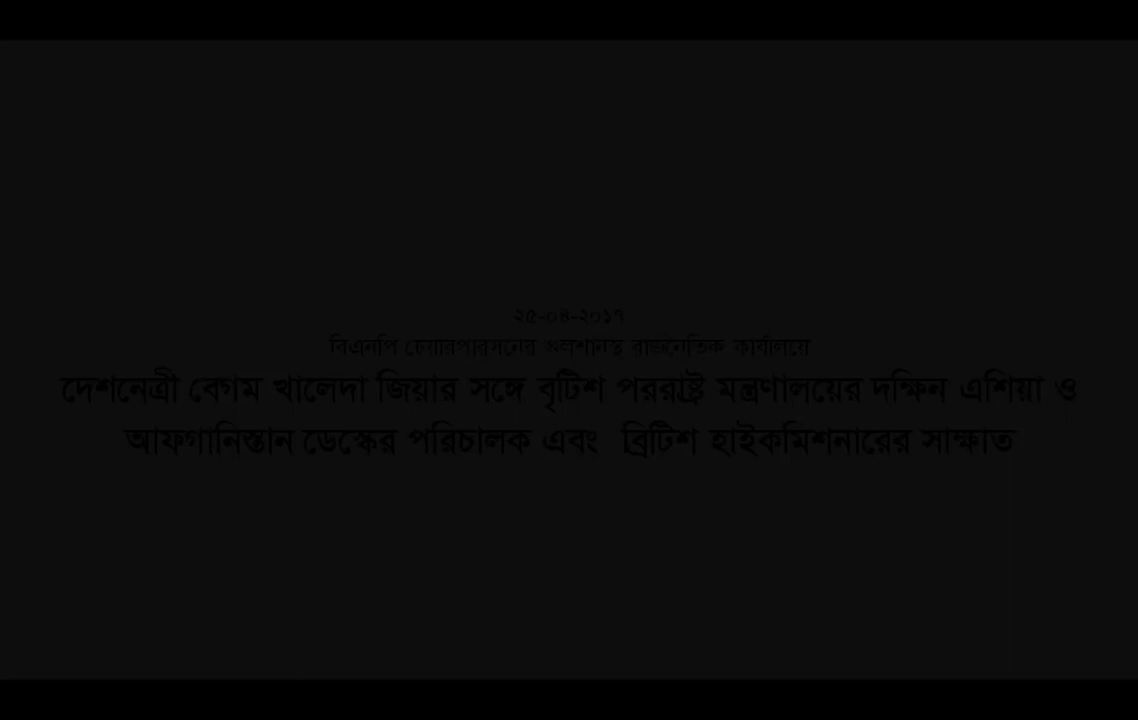 ২৫-০৪-২০১৭
বিএনপি চেয়ারপারসনের গুলশানস্থ রাজনৈতিক কার্যালয়ে
দেশনেত্রী বেগম খালেদা জিয়ার সঙ্গে বৃটিশ পররাষ্ট্র মন্ত্রণালয়ের দক্ষিন এশিয়া ও
আফগানিস্তান ডেস্কের পরিচালক এবং ব্রিটিশ হাইকমিশনারের সাক্ষাত